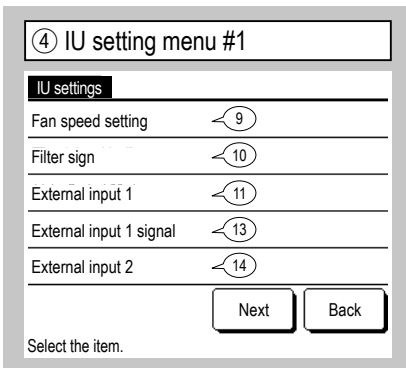 ④ IU setting menu #1
IU settings
Fan speed setting 9
Filter sign 10
External input 1 11
External input 1 signal 13
External input 2 14
Next Back
Select the item.